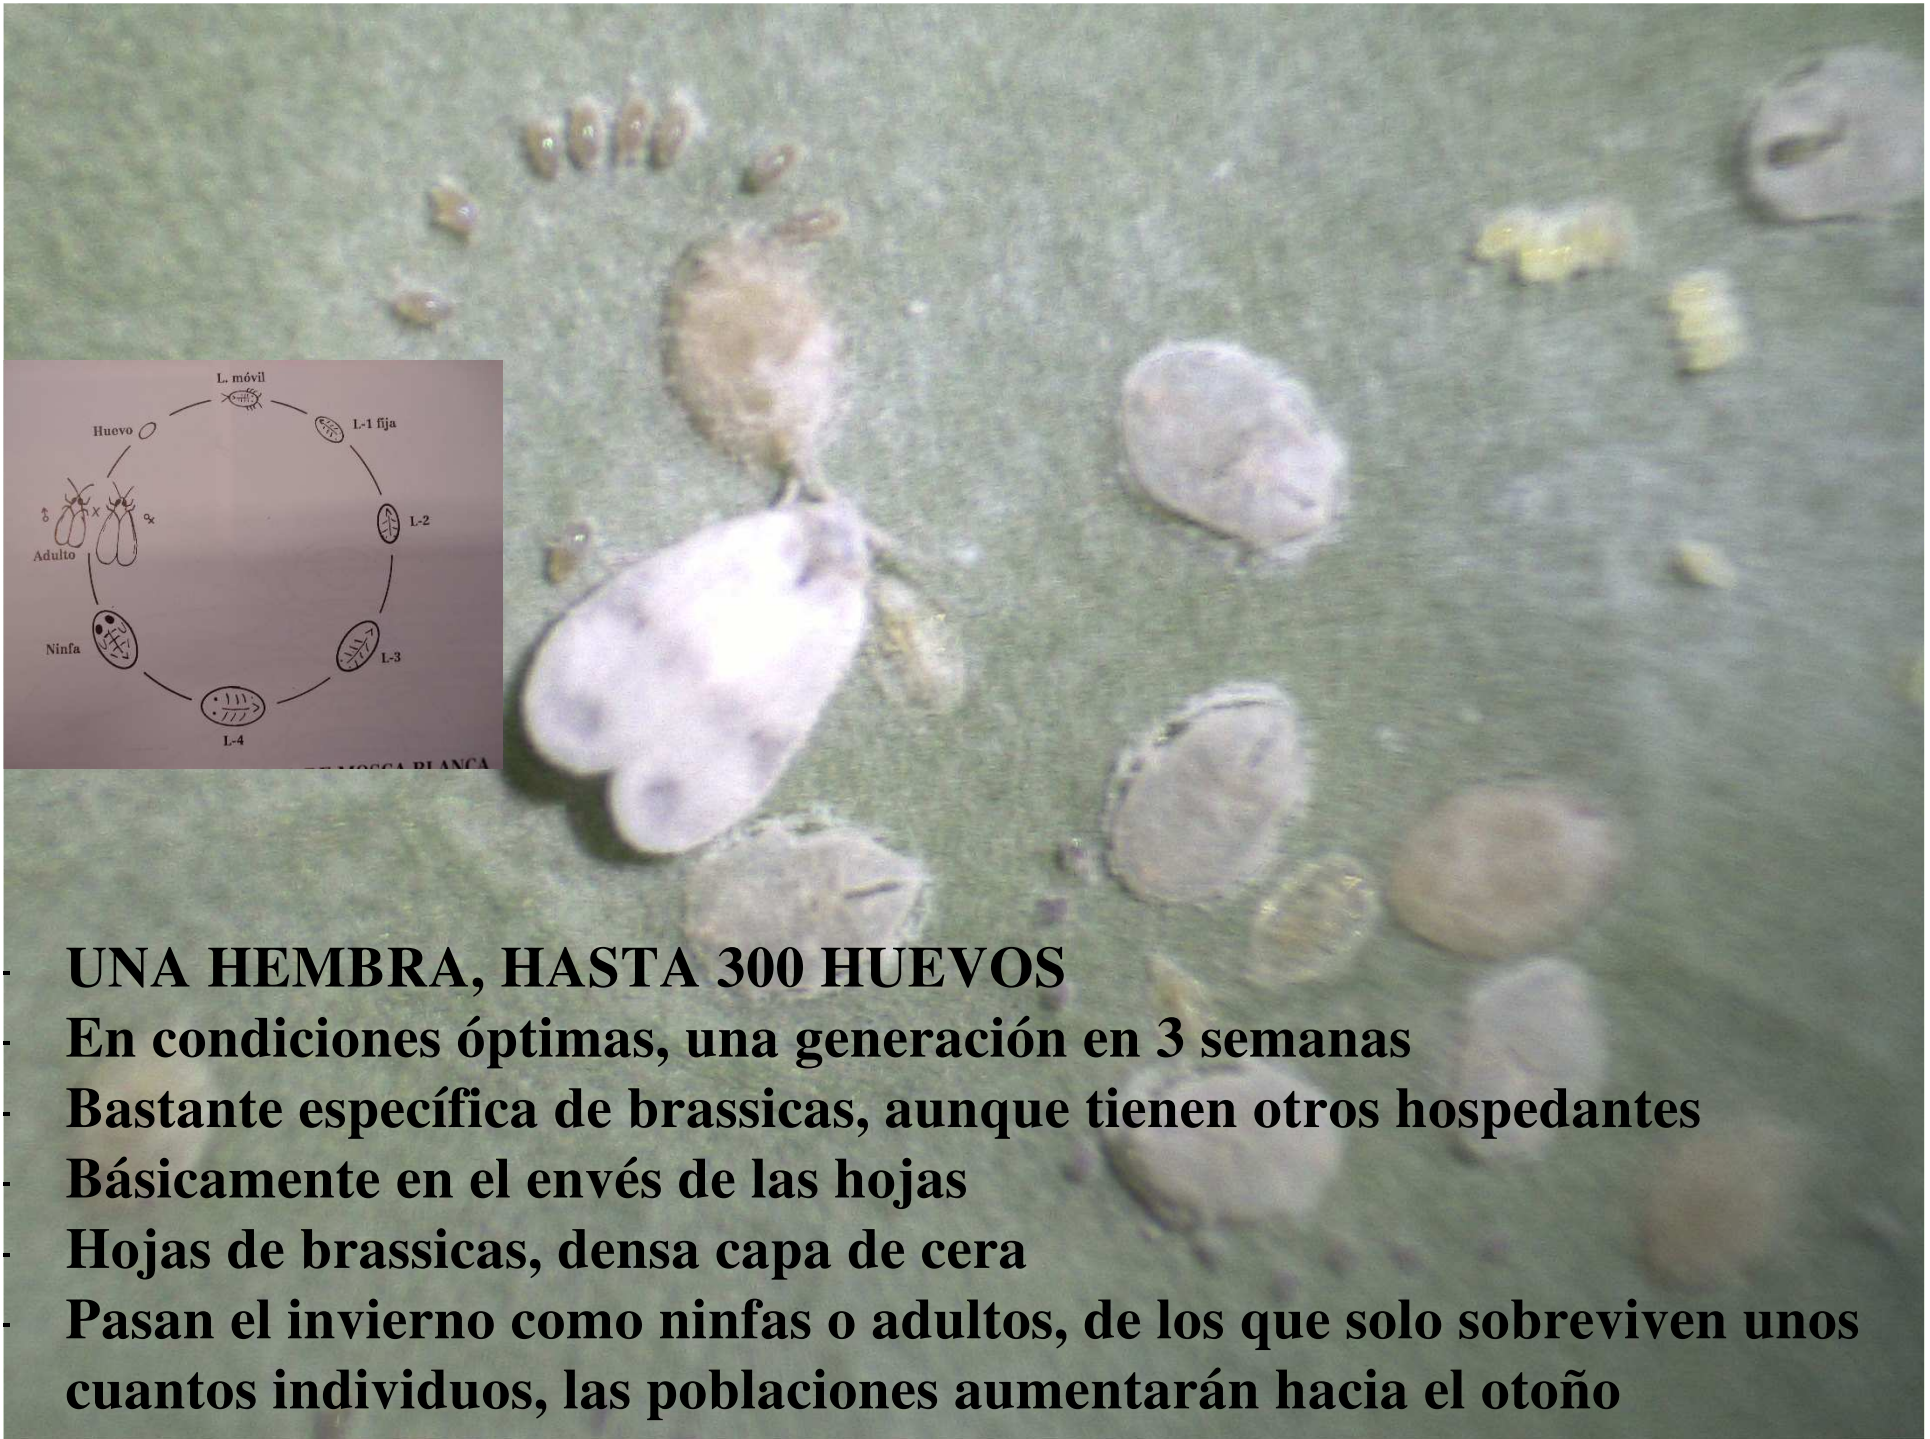 L. móvil
Huevo
L-1 fija
L-2
♂ x ♀
Adulto
Ninfa
L-3
L-4
MOSCA BLANCA
- UNA HEMBRA, HASTA 300 HUEVOS
- En condiciones óptimas, una generación en 3 semanas
- Bastante específica de brassicas, aunque tienen otros hospedantes
- Básicamente en el envés de las hojas
- Hojas de brassicas, densa capa de cera
- Pasan el invierno como ninfas o adultos, de los que solo sobreviven unos
cuantos individuos, las poblaciones aumentarán hacia el otoño